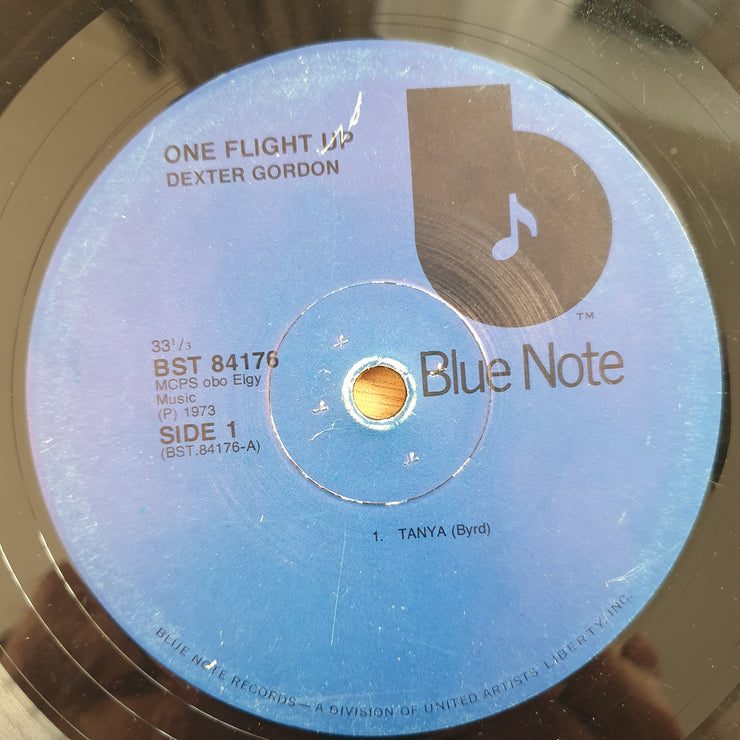 ONE FLIGHT UP
DEXTER GORDON
TM
Blue Note
33¹/₃
BST 84176
MCPS obo Elgy
Music
(P) 1973
SIDE 1
(BST.84176-A)
1. TANYA (Byrd)
BLUE NOTE RECORDS — A DIVISION OF UNITED ARTISTS LIBERTY, INC.